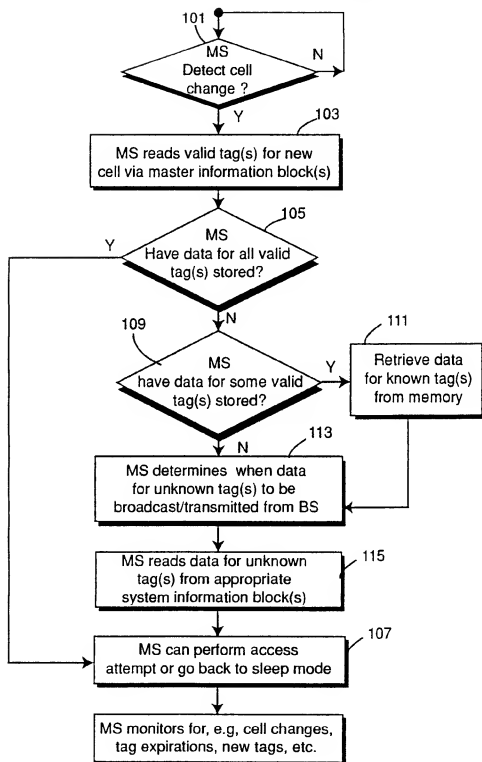 101
MS
Detect cell
change ?
N
Y
103
MS reads valid tag(s) for new
cell via master information block(s)
105
Y
MS
Have data for all valid
tag(s) stored?
N
109
MS
have data for some valid
tag(s) stored?
Y
111
Retrieve data
for known tag(s)
from memory
N
113
MS determines when data
for unknown tag(s) to be
broadcast/transmitted from BS
MS reads data for unknown
tag(s) from appropriate
system information block(s)
115
107
MS can perform access
attempt or go back to sleep mode
MS monitors for, e.g, cell changes,
tag expirations, new tags, etc.